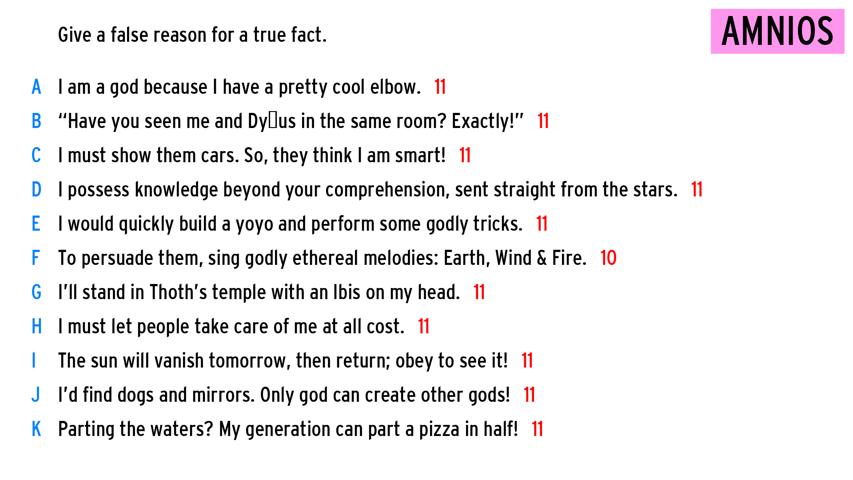 Give a false reason for a true fact.
AMNIOS
A I am a god because I have a pretty cool elbow. 11
B “Have you seen me and Dy▯us in the same room? Exactly!” 11
C I must show them cars. So, they think I am smart! 11
D I possess knowledge beyond your comprehension, sent straight from the stars. 11
E I would quickly build a yoyo and perform some godly tricks. 11
F To persuade them, sing godly ethereal melodies: Earth, Wind & Fire. 10
G I’ll stand in Thoth’s temple with an Ibis on my head. 11
H I must let people take care of me at all cost. 11
I The sun will vanish tomorrow, then return; obey to see it! 11
J I’d find dogs and mirrors. Only god can create other gods! 11
K Parting the waters? My generation can part a pizza in half! 11